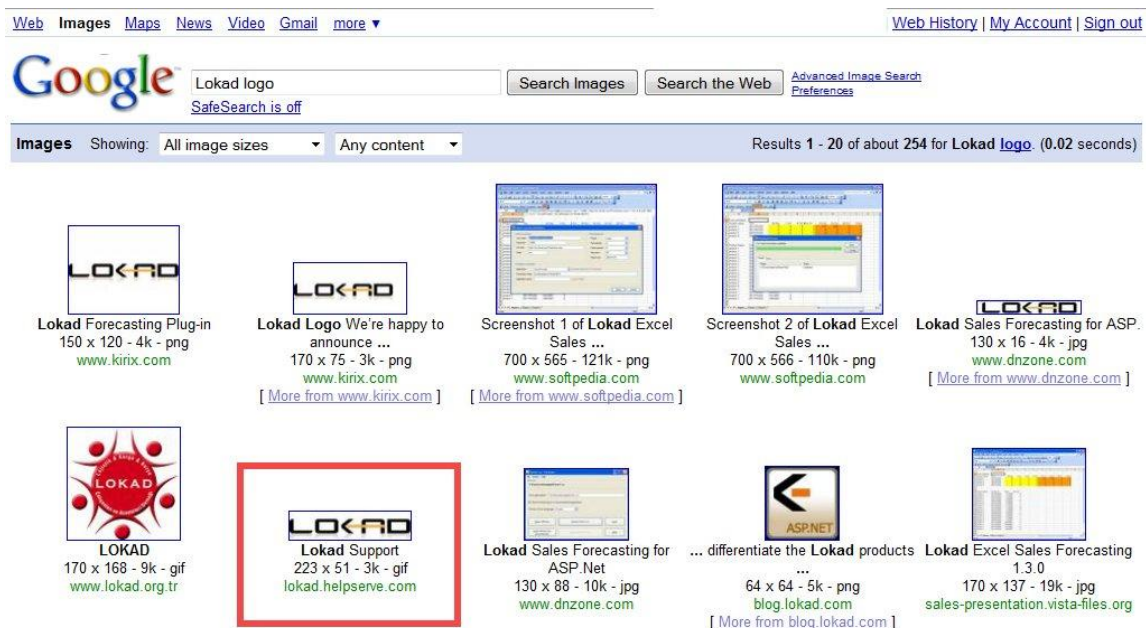 Web Images Maps News Video Gmail more ▼
Web History | My Account | Sign out
Google
Lokad logo
Search Images
Search the Web
Advanced Image Search
Preferences
SafeSearch is off
Images Showing: All image sizes Any content
Results 1 - 20 of about 254 for Lokad logo. (0.02 seconds)
LOKAD
Lokad Forecasting Plug-in
150 x 120 - 4k - png
www.kirix.com
LOKAD
Lokad Logo We're happy to
announce ...
170 x 75 - 3k - png
www.kirix.com
[ More from www.kirix.com ]
Screenshot 1 of Lokad Excel
Sales ...
700 x 565 - 121k - png
www.softpedia.com
[ More from www.softpedia.com ]
Screenshot 2 of Lokad Excel
Sales ...
700 x 566 - 110k - png
www.softpedia.com
LOKAD
Lokad Sales Forecasting for ASP.
130 x 16 - 4k - jpg
www.dnzone.com
[ More from www.dnzone.com ]
LOKAD
LOKAD
170 x 168 - 9k - gif
www.lokad.org.tr
LOKAD
Lokad Support
223 x 51 - 3k - gif
lokad.helpserve.com
Lokad Sales Forecasting for
ASP.Net
130 x 88 - 10k - jpg
www.dnzone.com
ASP.NET
... differentiate the Lokad products
...
64 x 64 - 5k - png
blog.lokad.com
[ More from blog.lokad.com ]
Lokad Excel Sales Forecasting
1.3.0
170 x 137 - 19k - jpg
sales-presentation.vista-files.org